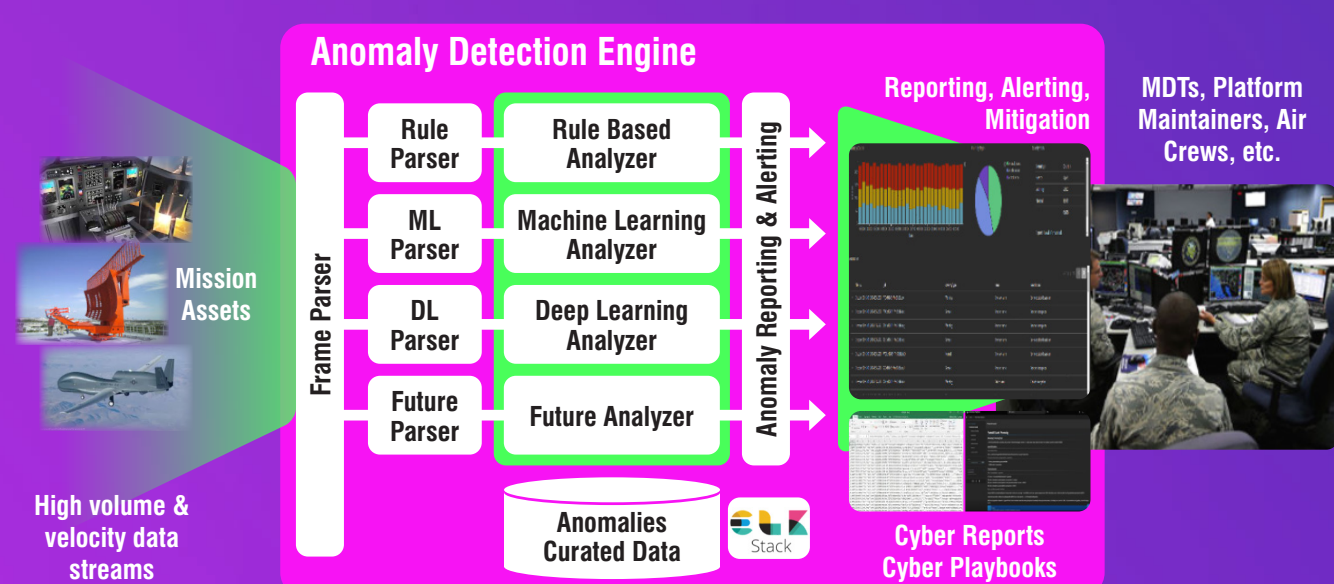 Anomaly Detection Engine
Mission
Assets
High volume &
velocity data
streams
Frame Parser
Rule
Parser
Rule Based
Analyzer
ML
Parser
Machine Learning
Analyzer
DL
Parser
Deep Learning
Analyzer
Future
Parser
Future Analyzer
Anomaly Reporting & Alerting
Anomalies
Curated Data
ELK
Stack
Reporting, Alerting,
Mitigation
Cyber Reports
Cyber Playbooks
MDTs, Platform
Maintainers, Air
Crews, etc.